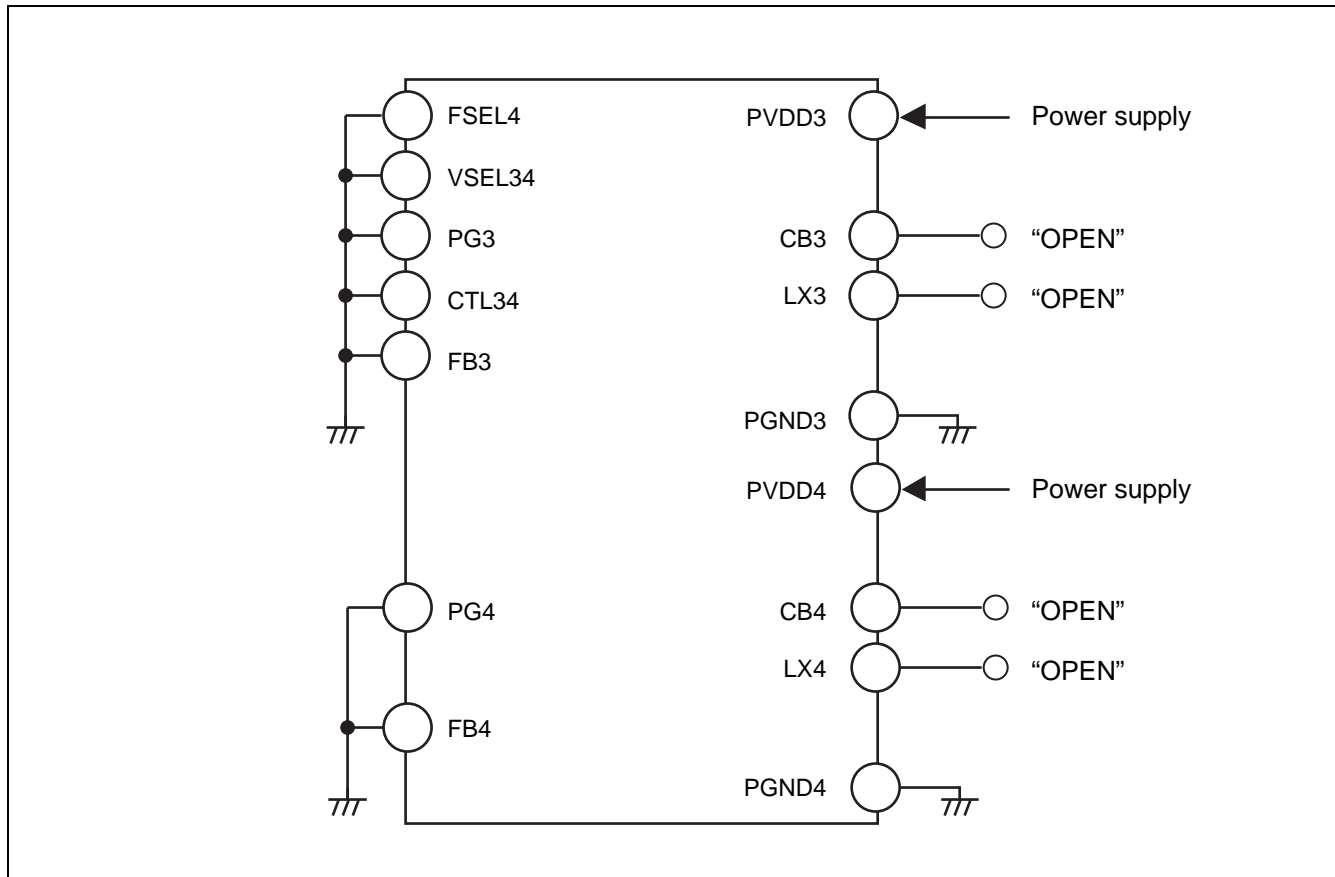 FSEL4
VSEL34
PG3
CTL34
FB3
PG4
FB4
PVDD3
Power supply
CB3
“OPEN”
LX3
“OPEN”
PGND3
PVDD4
Power supply
CB4
“OPEN”
LX4
“OPEN”
PGND4